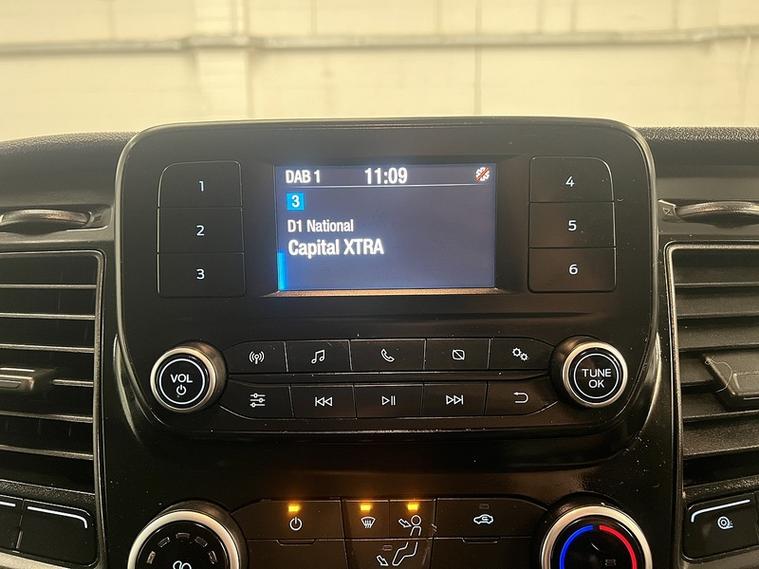 DAB 1 11:09
3
D1 National
Capital XTRA
1
2
3
4
5
6
VOL
TUNE
OK